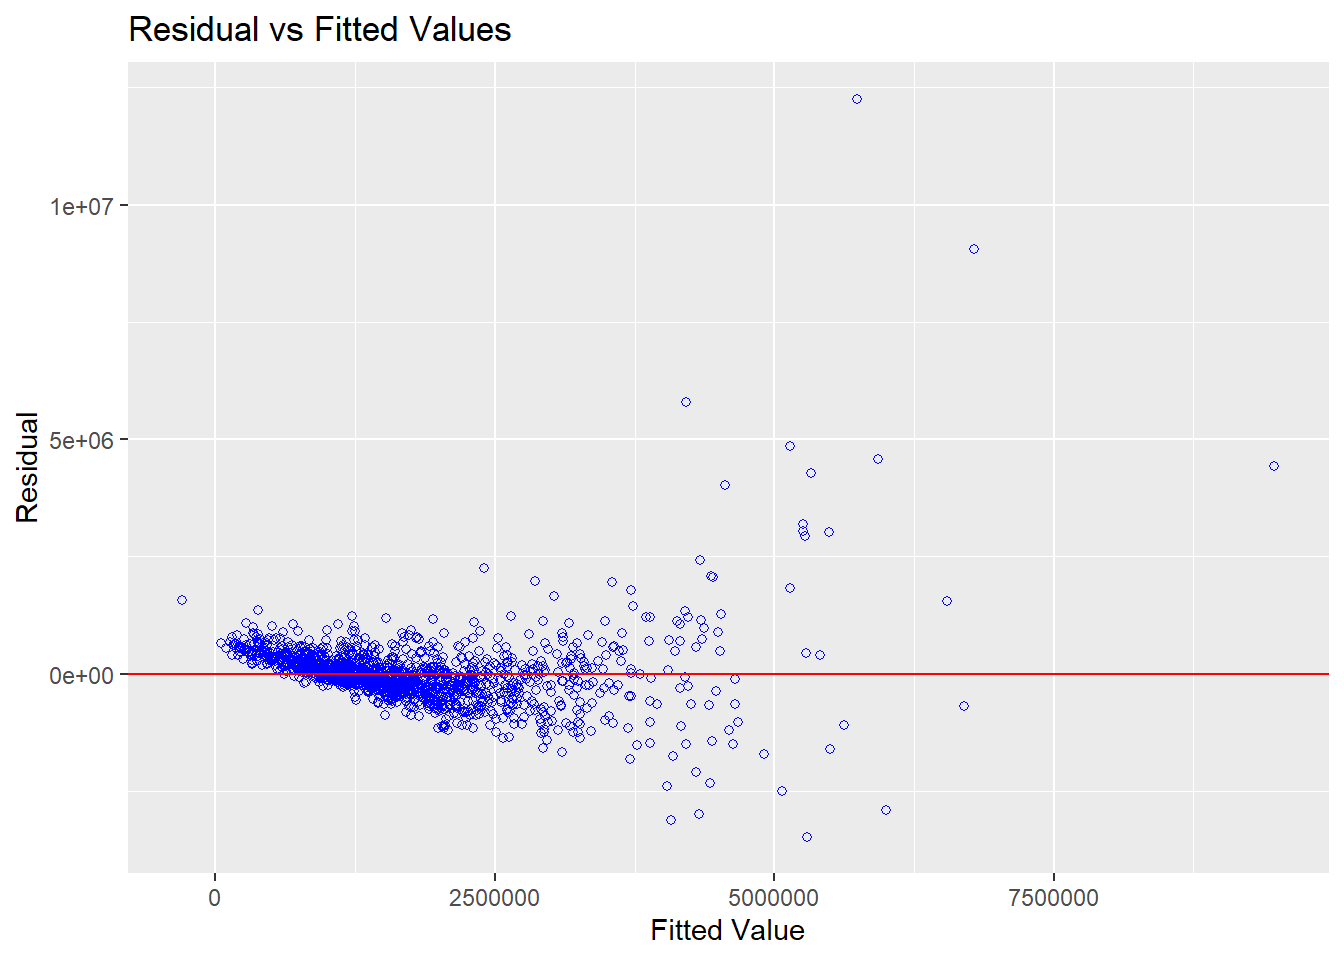 Residual vs Fitted Values
1e+07
5e+06
0e+00
Residual
0 2500000 5000000 7500000
Fitted Value